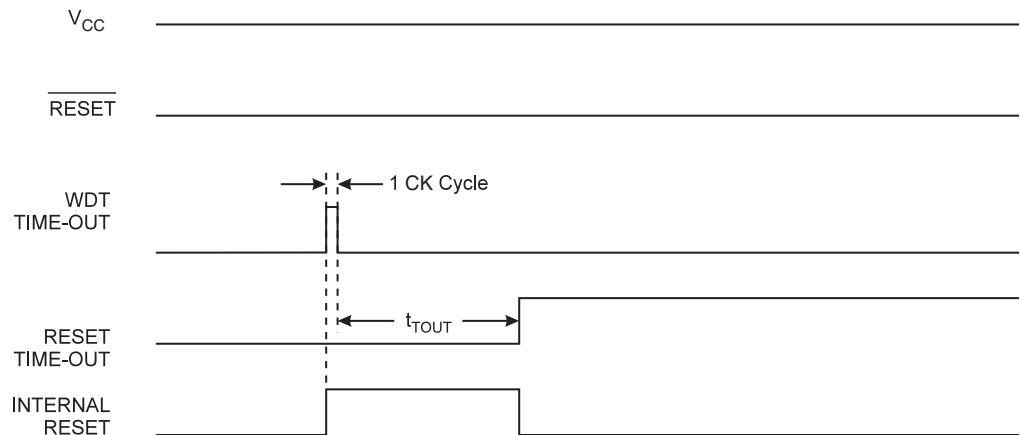 VCC
RESET
1 CK Cycle
WDT
TIME-OUT
tTOUT
RESET
TIME-OUT
INTERNAL
RESET